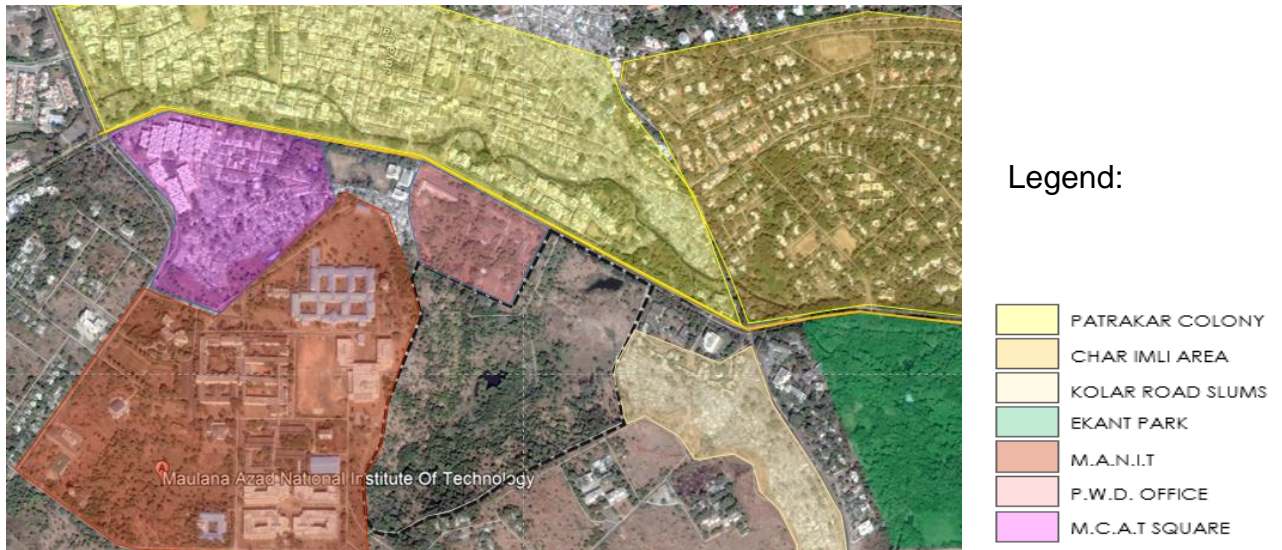 Maulana Azad National Institute Of Technology
Legend:
PATRAKAR COLONY
CHAR IMLI AREA
KOLAR ROAD SLUMS
EKANT PARK
M.A.N.I.T
P.W.D. OFFICE
M.C.A.T SQUARE